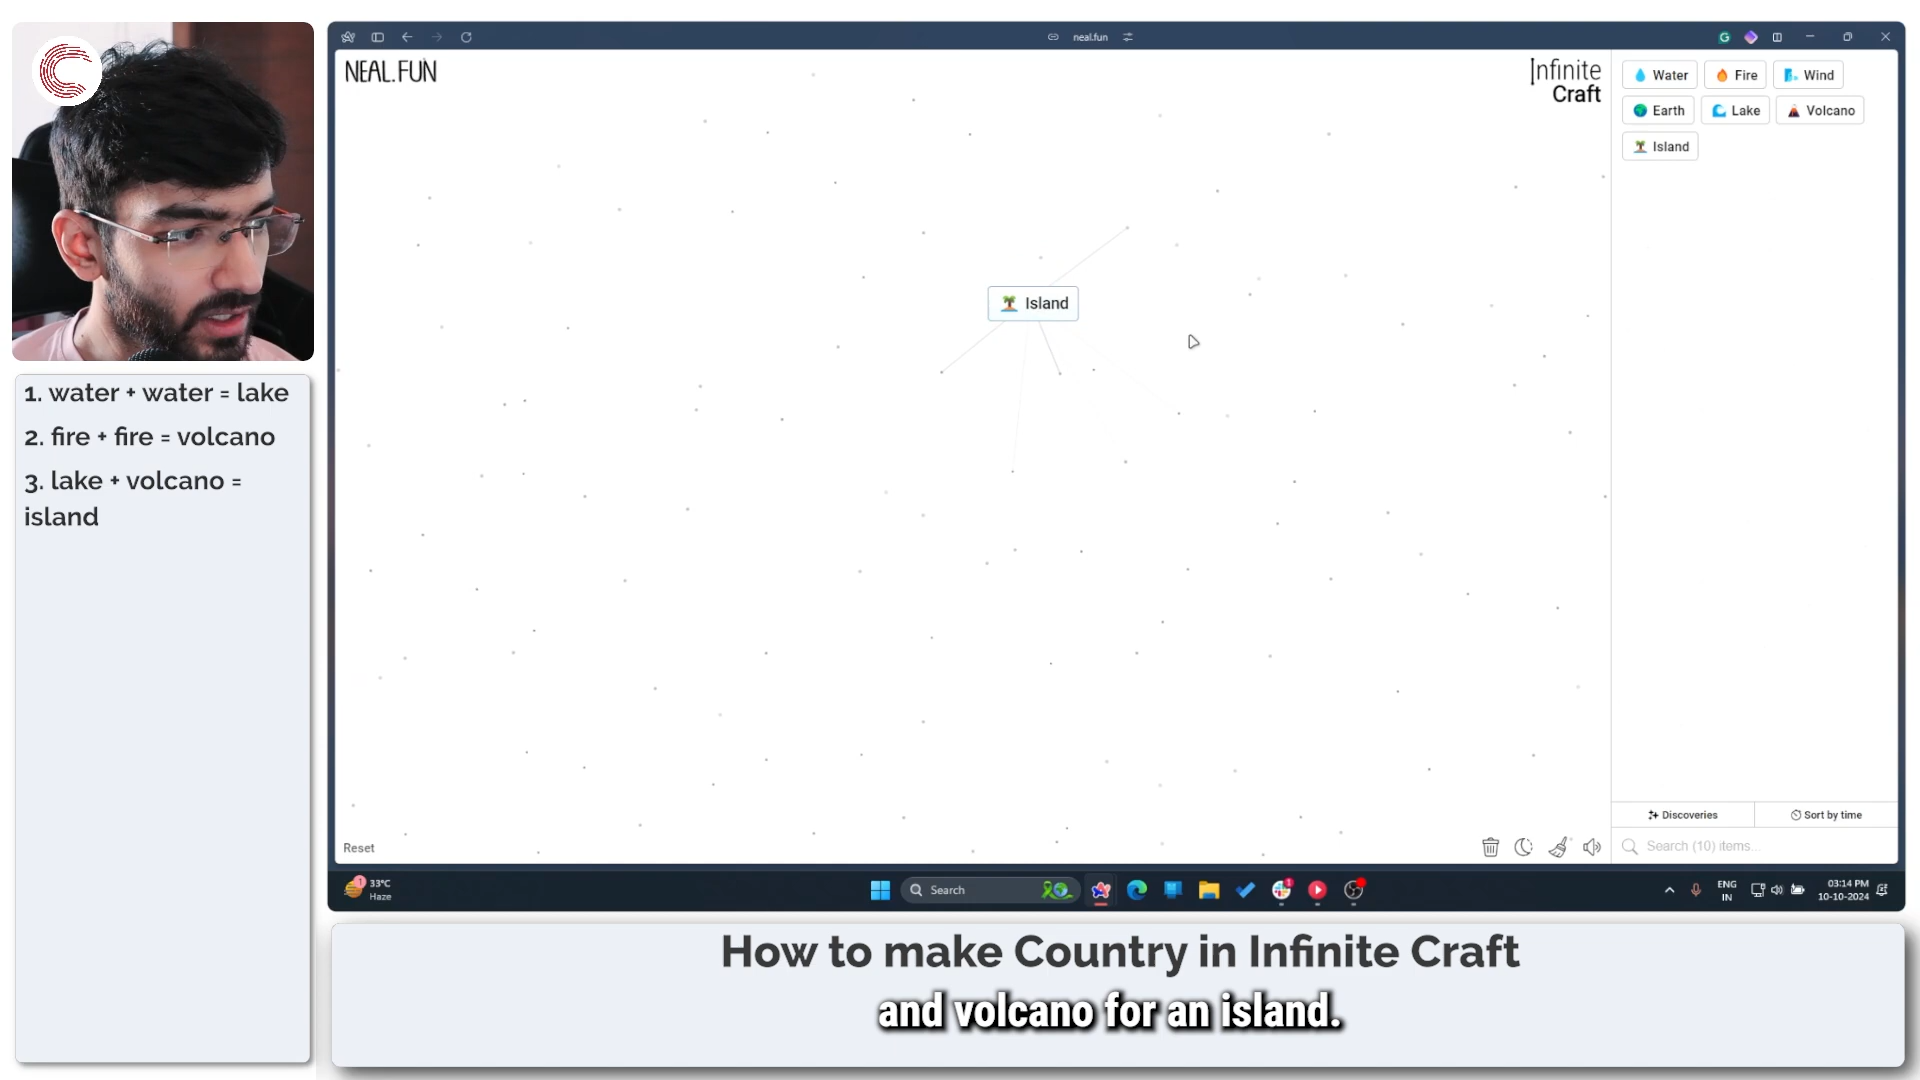 neal.fun
NEAL.FUN
Infinite
Craft
Water
Fire
Wind
Earth
Lake
Volcano
Island
Island
1. water + water = lake
2. fire + fire = volcano
3. lake + volcano =
island
Discoveries
Sort by time
Reset
Search (10) items...
1
33°C
Haze
Search
1
ENG
IN
03:14 PM
10-10-2024
How to make Country in Infinite Craft
and volcano for an island.